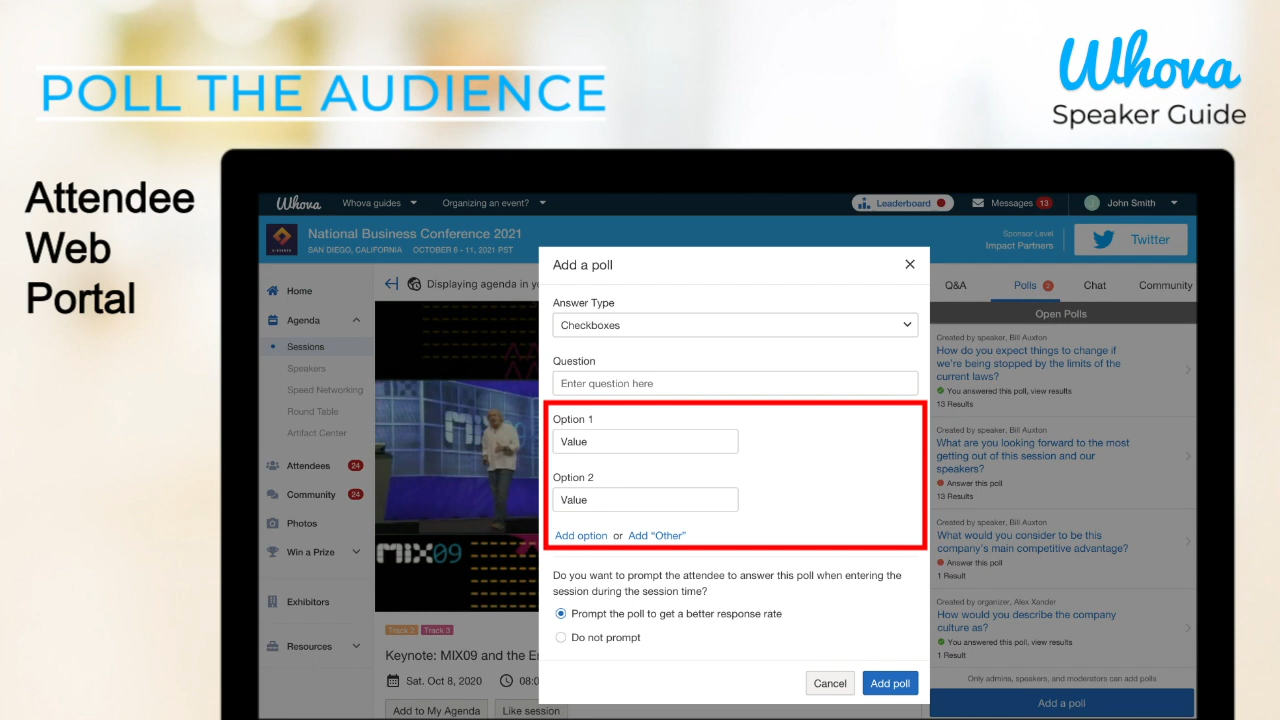 POLL THE AUDIENCE
Whova
Speaker Guide
Attendee
Web
Portal
Whova
Whova guides
Organizing an event?
Leaderboard
Messages 13
John Smith
National Business Conference 2021
SAN DIEGO, CALIFORNIA OCTOBER 6 - 11, 2021 PST
Sponsor Level
Impact Partners
Twitter
Home
Agenda
Sessions
Speakers
Speed Networking
Round Table
Artifact Center
Attendees 24
Community 24
Photos
Win a Prize
Exhibitors
Resources
Displaying agenda in
MIX09
Track 2 Track 3
Keynote: MIX09 and the
Sat. Oct 8, 2020
Add to My Agenda
Like session
Add a poll
Answer Type
Checkboxes
Question
Enter question here
Option 1
Value
Option 2
Value
Add option or Add “Other”
Do you want to prompt the attendee to answer this poll when entering the
session during the session time?
Prompt the poll to get a better response rate
Do not prompt
Cancel
Add poll
Q&A
Polls 2
Chat
Community
Open Polls
Created by speaker, Bill Auxton
How do you expect things to change if
we're being stopped by the limits of the
current laws?
You answered this poll, view results
13 Results
Created by speaker, Bill Auxton
What are you looking forward to the most
getting out of this session and our
speakers?
Answer this poll
13 Results
Created by speaker, Bill Auxton
What would you consider to be this
company's main competitive advantage?
Answer this poll
1 Result
Created by organizer, Alex Xander
How would you describe the company
culture as?
You answered this poll, view results
1 Result
Only admins, speakers, and moderators can add polls
Add a poll